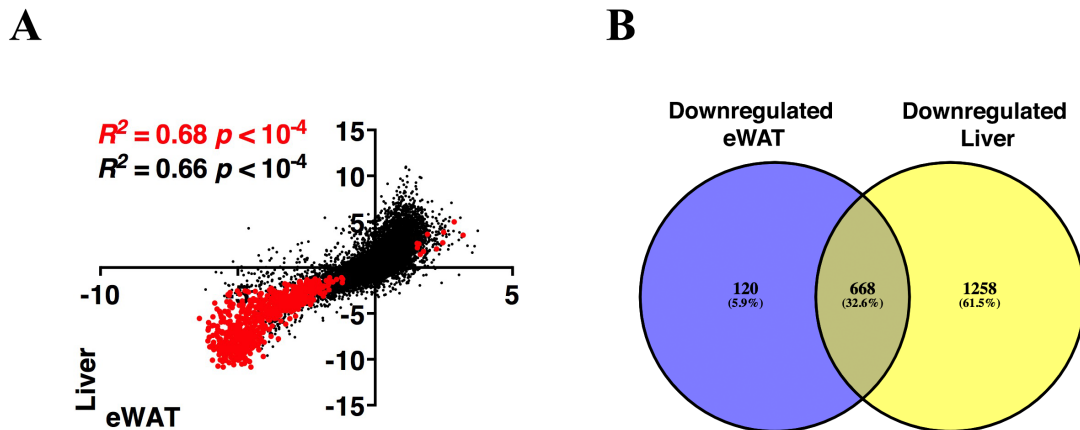 A
B
R² = 0.68 p < 10⁻⁴
R² = 0.66 p < 10⁻⁴
15
10
5
-10
5
-5
-10
-15
Liver
eWAT
Downregulated
eWAT
Downregulated
Liver
120
(5.9%)
668
(32.6%)
1258
(61.5%)